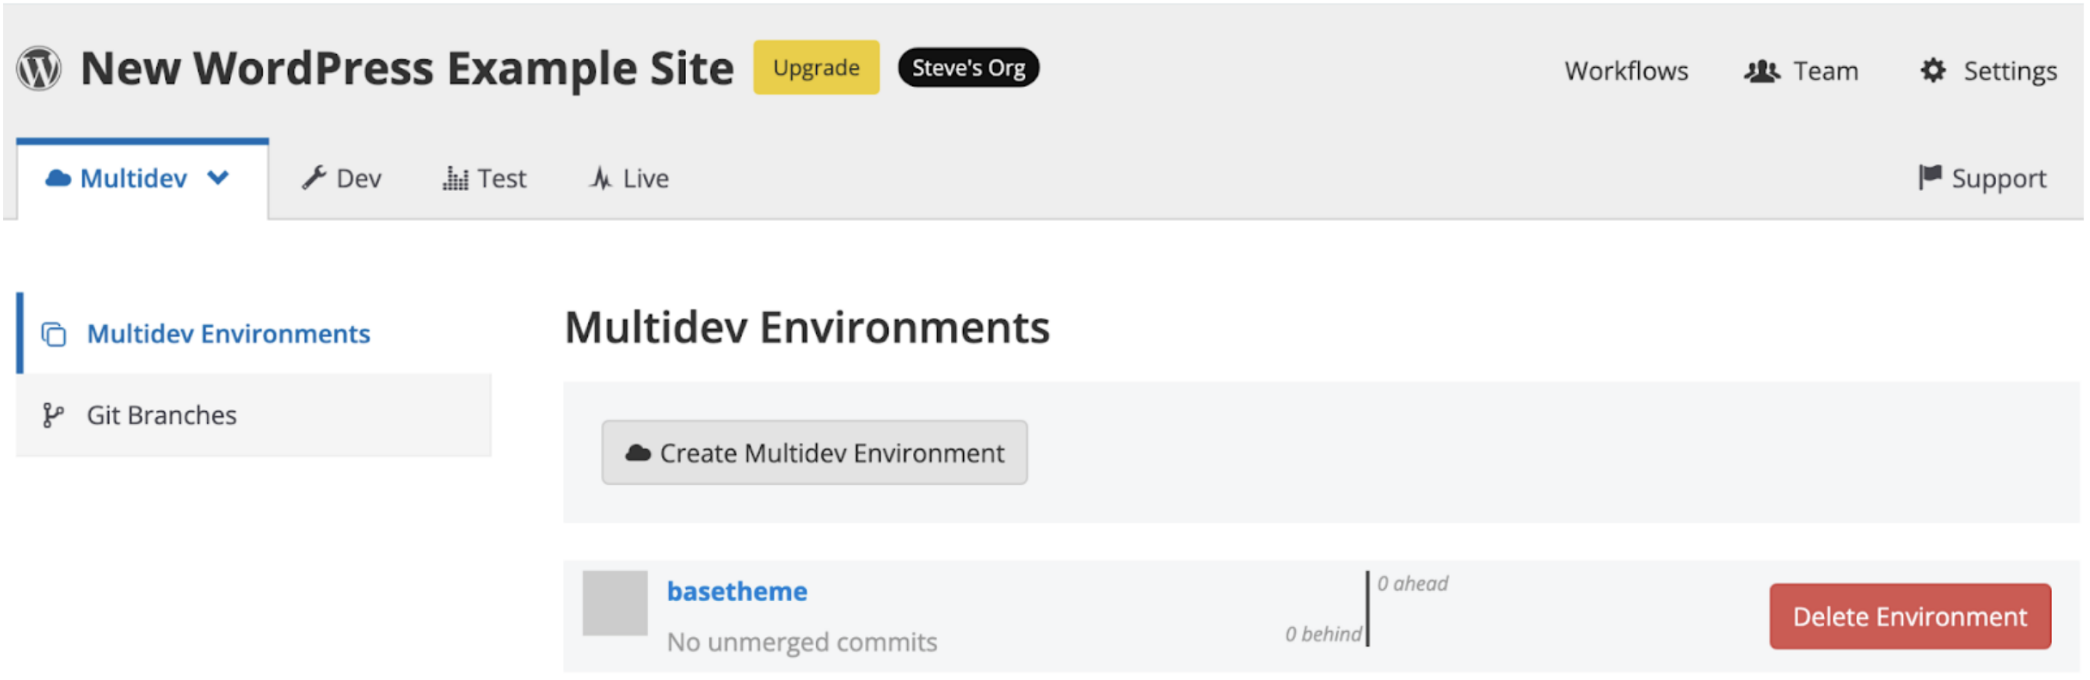 New WordPress Example Site Upgrade Steve's Org Workflows Team Settings
Multidev Dev Test Live Support
Multidev Environments
Git Branches
Multidev Environments
Create Multidev Environment
basetheme
No unmerged commits
0 ahead
0 behind
Delete Environment